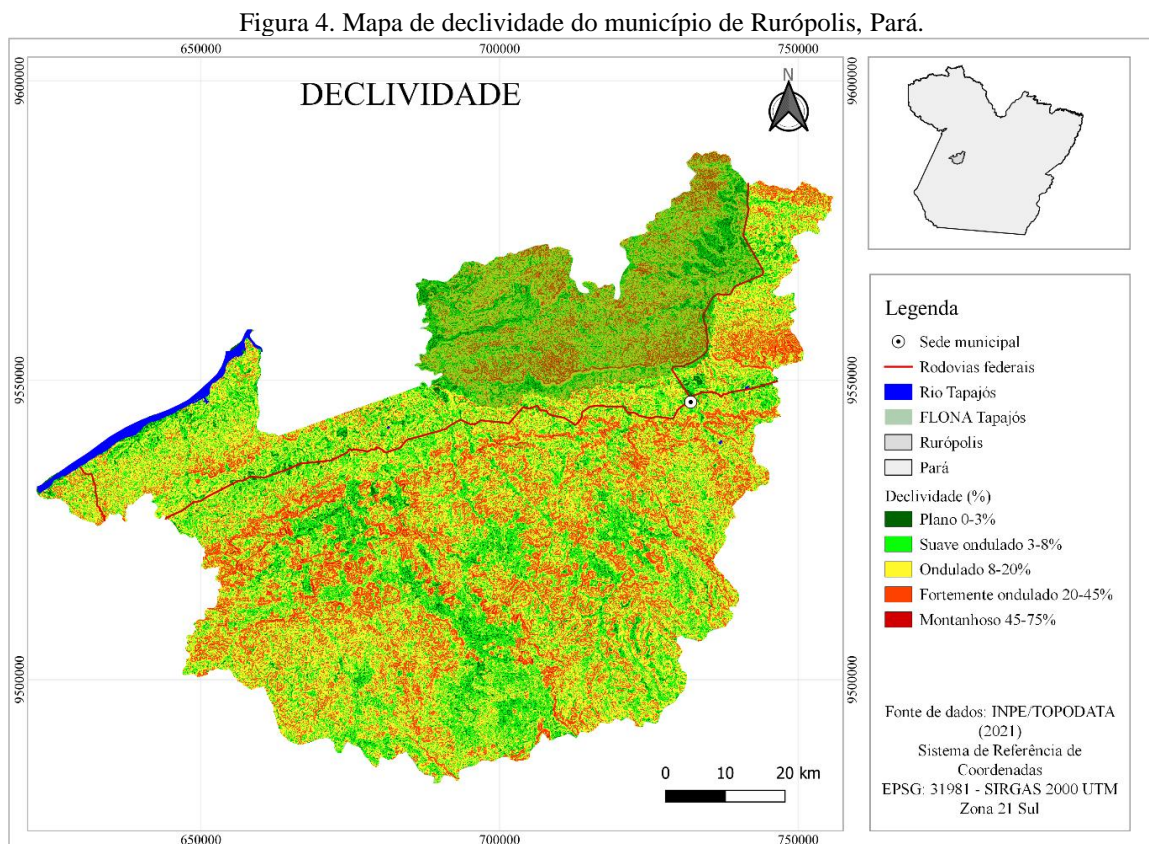 Figura 4. Mapa de declividade do município de Rurópolis, Pará.
650000
700000
750000
9600000
9600000
DECLIVIDADE
N
9550000
9550000
9500000
9500000
0 10 20 km
650000
700000
750000
Legenda
Sede municipal
Rodovias federais
Rio Tapajós
FLONA Tapajós
Rurópolis
Pará
Declividade (%)
Plano 0-3%
Suave ondulado 3-8%
Ondulado 8-20%
Fortemente ondulado 20-45%
Montanhoso 45-75%
Fonte de dados: INPE/TOPODATA
(2021)
Sistema de Referência de
Coordenadas
EPSG: 31981 - SIRGAS 2000 UTM
Zona 21 Sul